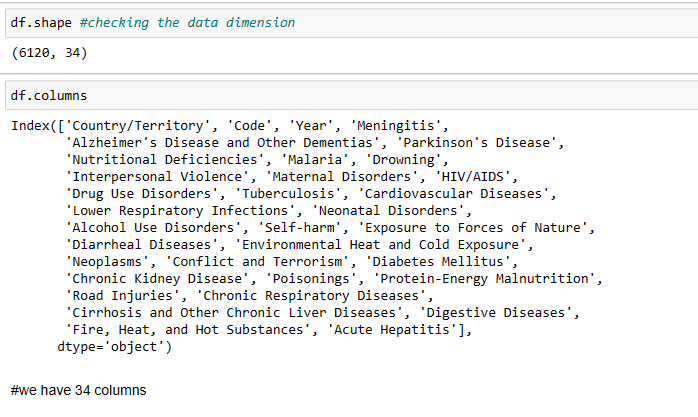 df.shape #checking the data dimension
(6120, 34)
df.columns
Index(['Country/Territory', 'Code', 'Year', 'Meningitis',
'Alzheimer's Disease and Other Dementias', 'Parkinson's Disease',
'Nutritional Deficiencies', 'Malaria', 'Drowning',
'Interpersonal Violence', 'Maternal Disorders', 'HIV/AIDS',
'Drug Use Disorders', 'Tuberculosis', 'Cardiovascular Diseases',
'Lower Respiratory Infections', 'Neonatal Disorders',
'Alcohol Use Disorders', 'Self-harm', 'Exposure to Forces of Nature',
'Diarrheal Diseases', 'Environmental Heat and Cold Exposure',
'Neoplasms', 'Conflict and Terrorism', 'Diabetes Mellitus',
'Chronic Kidney Disease', 'Poisonings', 'Protein-Energy Malnutrition',
'Road Injuries', 'Chronic Respiratory Diseases',
'Cirrhosis and Other Chronic Liver Diseases', 'Digestive Diseases',
'Fire, Heat, and Hot Substances', 'Acute Hepatitis'],
dtype='object')
#we have 34 columns